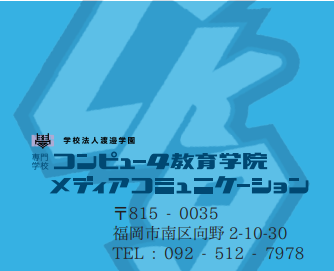 学校法人渡邊学園
専門学校 コンピュータ教育学院
メディアコミュニケーション
〒815 - 0035
福岡市南区向野 2-10-30
TEL : 092 - 512 - 7978